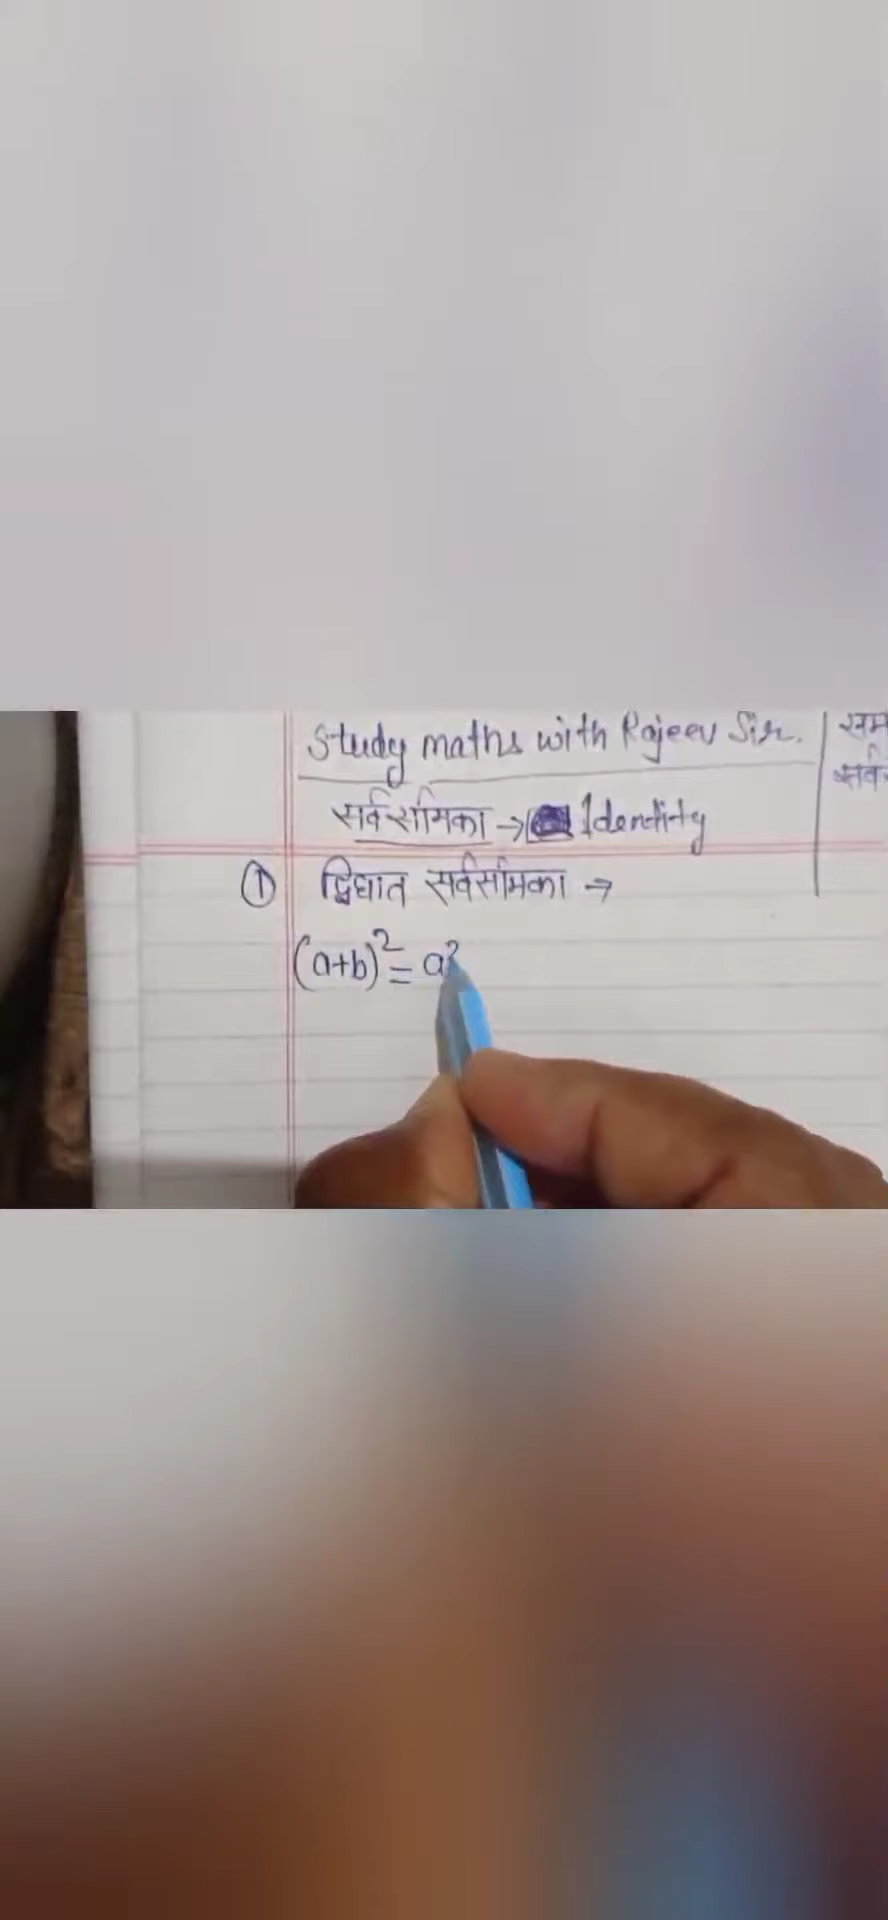 Study maths with Rajeev Sir.
सर्वसमिका → Identity
① द्विघात सर्वसमिका →
(a+b)² = a²